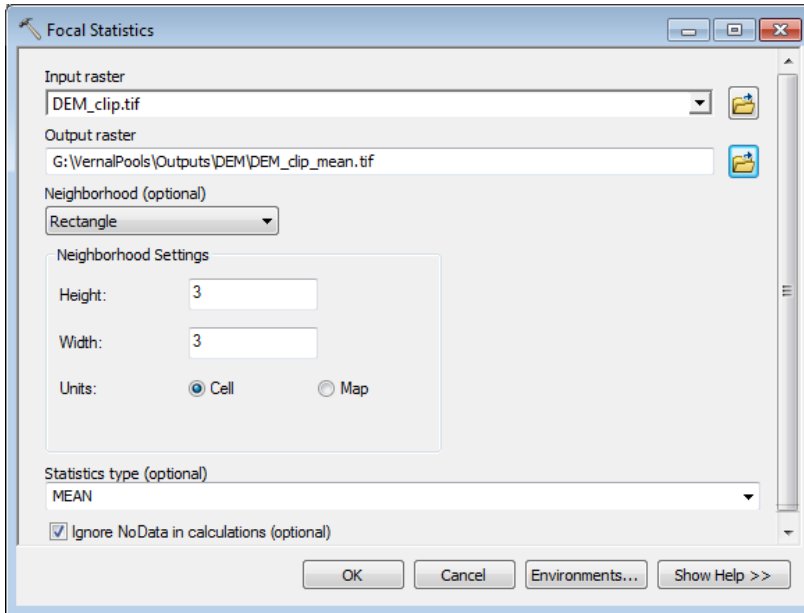 Focal Statistics
Input raster
DEM_clip.tif
Output raster
G:\VernalPools\Outputs\DEM\DEM_clip_mean.tif
Neighborhood (optional)
Rectangle
Neighborhood Settings
Height: 3
Width: 3
Units: Cell Map
Statistics type (optional)
MEAN
Ignore NoData in calculations (optional)
OK Cancel Environments... Show Help >>